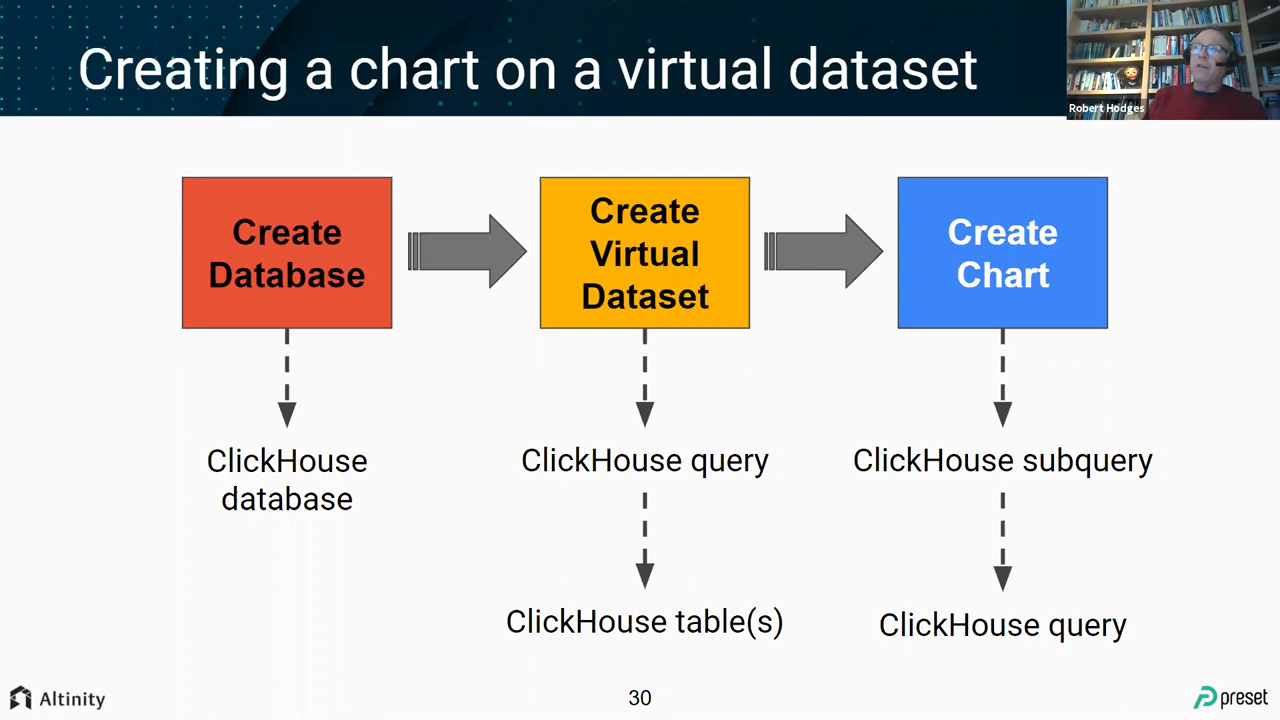 Creating a chart on a virtual dataset
Robert Hodges
Create
Database
Create
Virtual
Dataset
Create
Chart
ClickHouse
database
ClickHouse query
ClickHouse subquery
ClickHouse table(s)
ClickHouse query
Altinity
30
preset